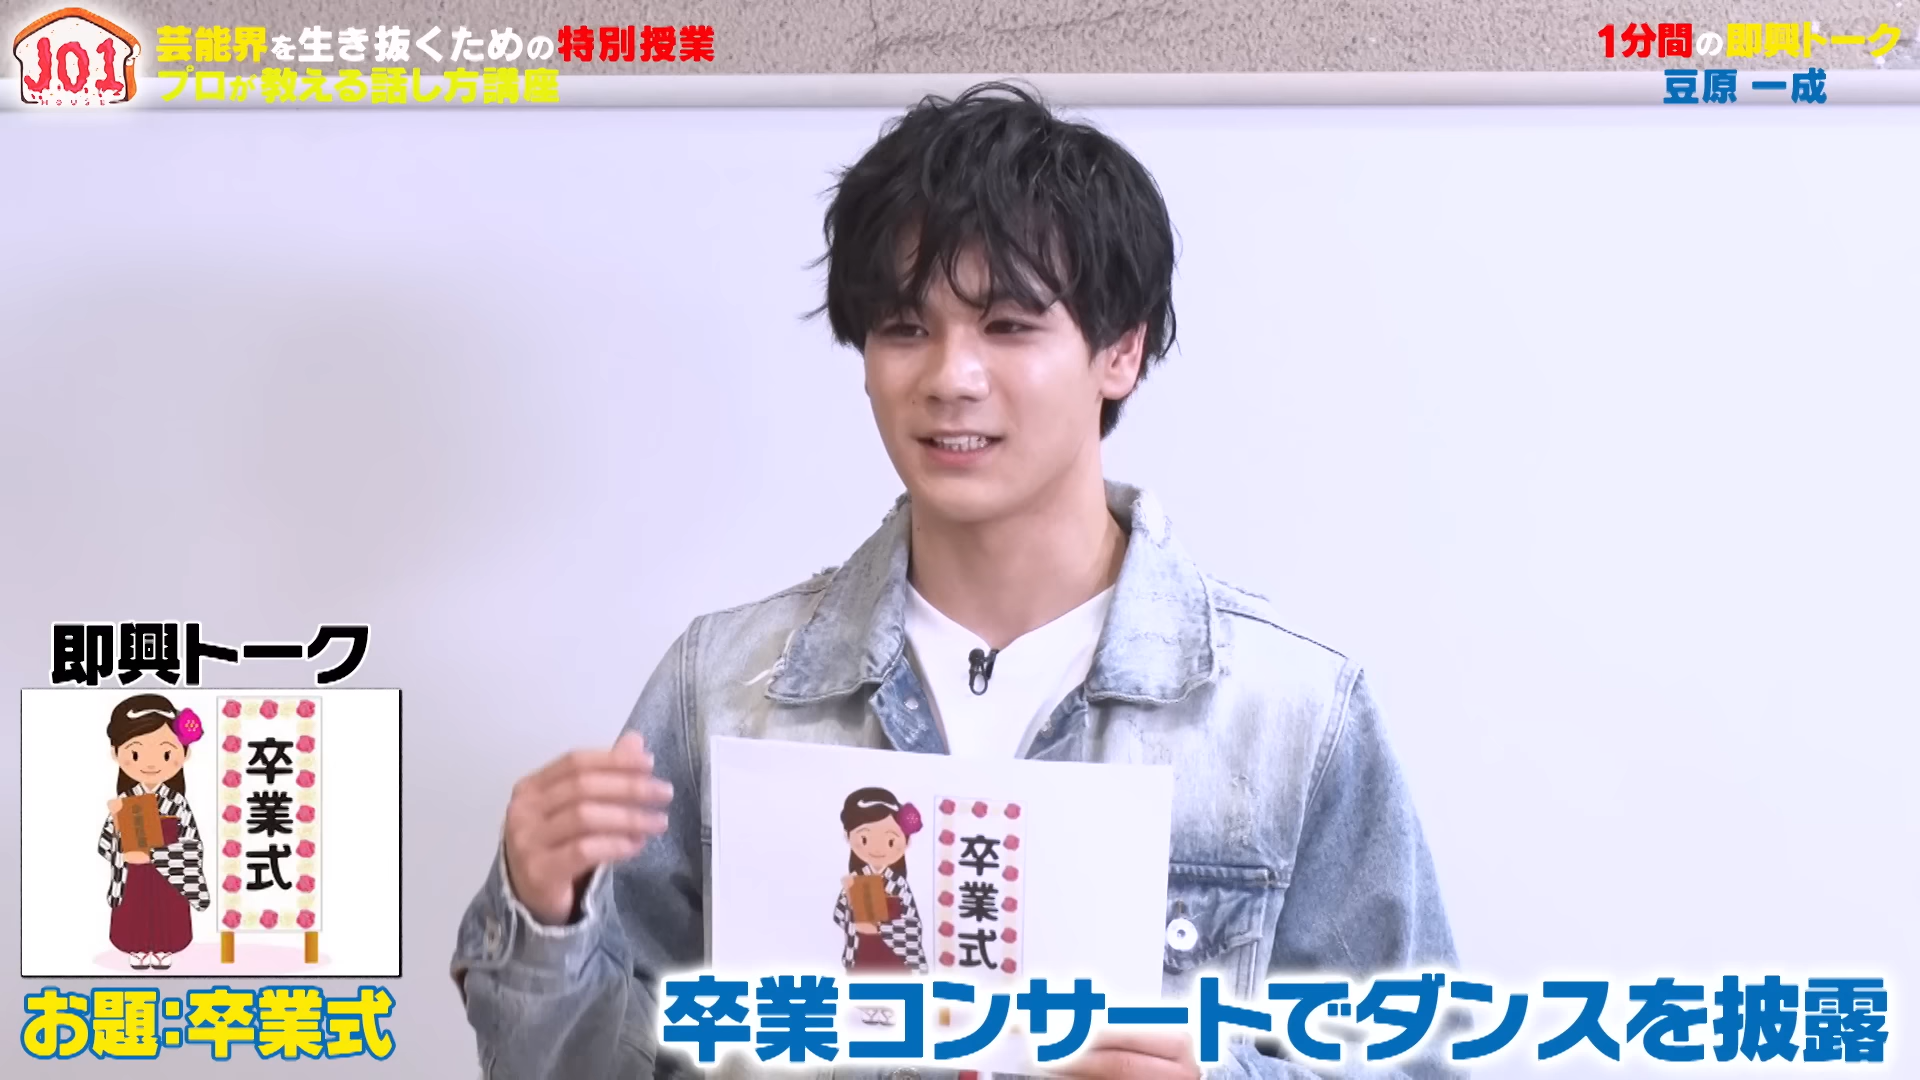 JO1
HOUSE
芸能界を生き抜くための特別授業
プロが教える話し方講座
1分間の即興トーク
豆原 一成
即興トーク
卒業式
お題:卒業式
卒業式
卒業コンサートでダンスを披露